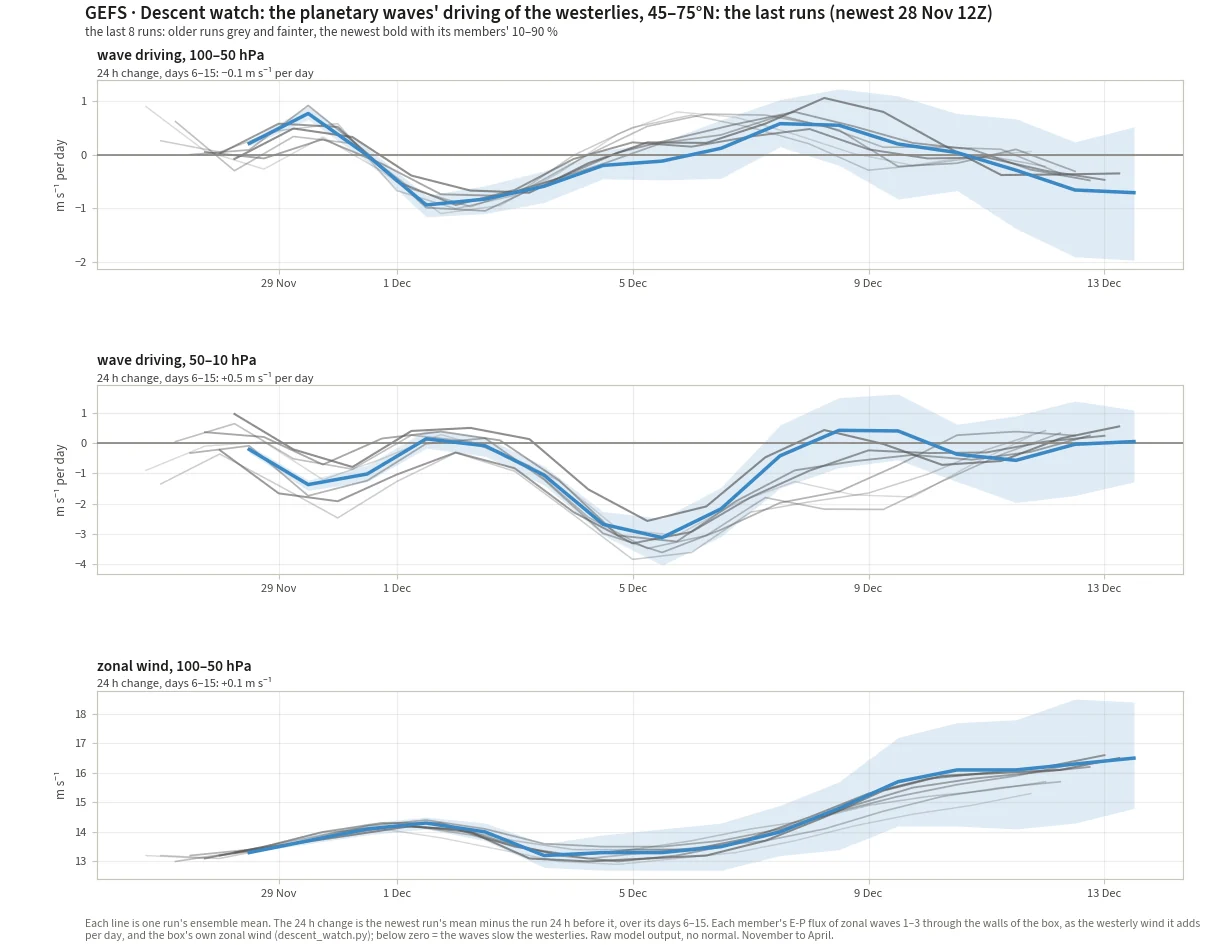 GEFS · Descent watch: the planetary waves' driving of the westerlies, 45–75°N: the last runs (newest 28 Nov 12Z)
the last 8 runs: older runs grey and fainter, the newest bold with its members' 10–90 %
wave driving, 100–50 hPa
24 h change, days 6–15: −0.1 m s⁻¹ per day
1
0
−1
−2
m s⁻¹ per day
29 Nov
1 Dec
5 Dec
9 Dec
13 Dec
wave driving, 50–10 hPa
24 h change, days 6–15: +0.5 m s⁻¹ per day
1
0
−1
−2
−3
−4
m s⁻¹ per day
29 Nov
1 Dec
5 Dec
9 Dec
13 Dec
zonal wind, 100–50 hPa
24 h change, days 6–15: +0.1 m s⁻¹
18
17
16
15
14
13
m s⁻¹
29 Nov
1 Dec
5 Dec
9 Dec
13 Dec
Each line is one run's ensemble mean. The 24 h change is the newest run's mean minus the run 24 h before it, over its days 6–15. Each member's E-P flux of zonal waves 1–3 through the walls of the box, as the westerly wind it adds
per day, and the box's own zonal wind (descent_watch.py); below zero = the waves slow the westerlies. Raw model output, no normal. November to April.